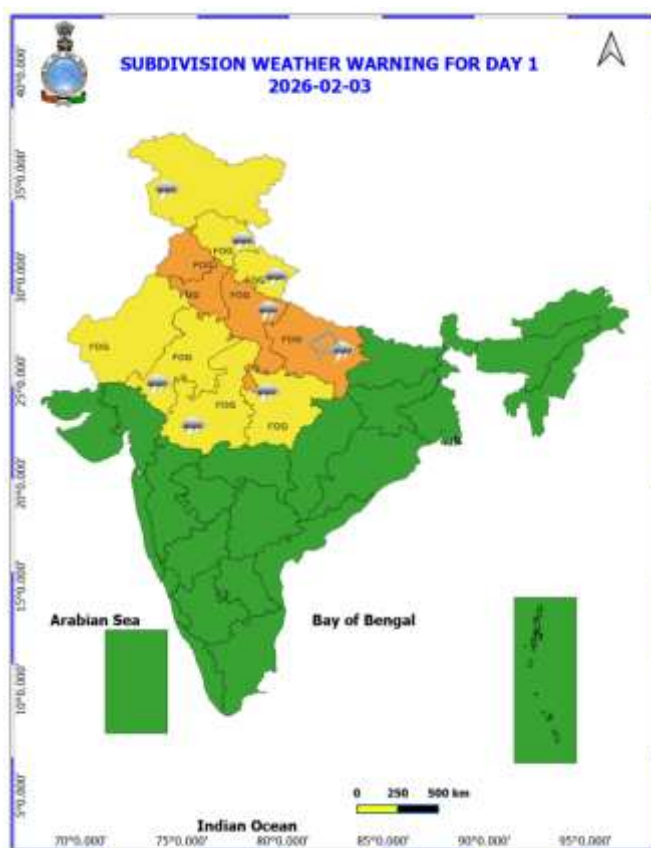 SUBDIVISION WEATHER WARNING FOR DAY 1
2026-02-03
40°0.000'
35°0.000'
30°0.000'
25°0.000'
20°0.000'
15°0.000'
10°0.000'
5°0.000'
FOG
FOG
FOG
FOG
FOG
FOG
FOG
FOG
FOG
FOG
Arabian Sea
Bay of Bengal
0 250 500 km
Indian Ocean
70°0.000' 75°0.000' 80°0.000' 85°0.000' 90°0.000' 95°0.000'